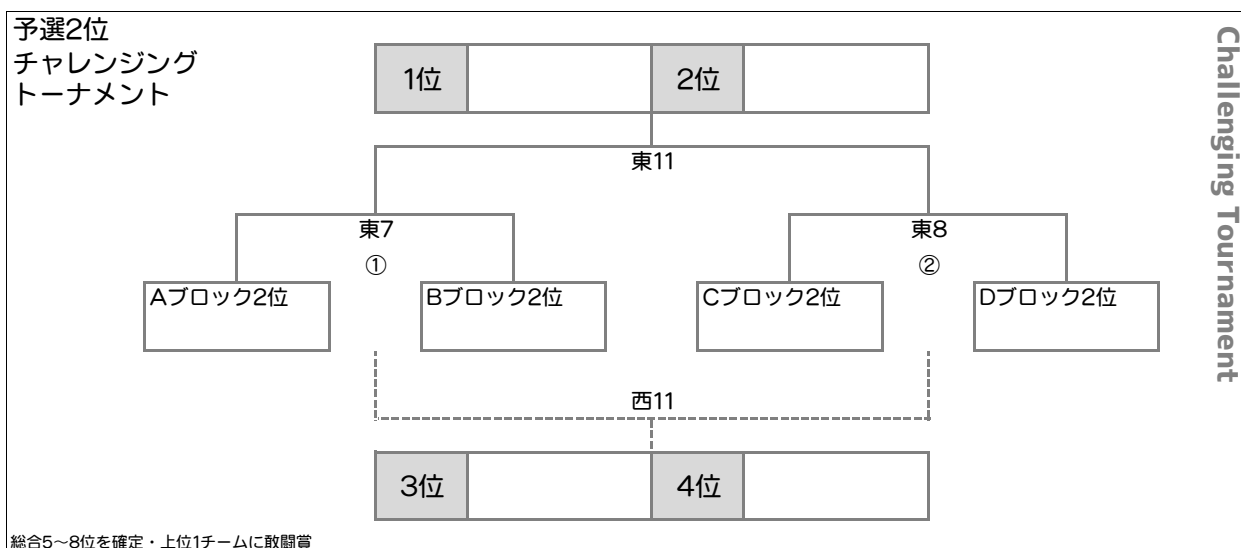 予選2位
チャレンジング
トーナメント
1位
2位
東11
東7
①
東8
②
Aブロック2位
Bブロック2位
Cブロック2位
Dブロック2位
西11
3位
4位
総合5～8位を確定・上位1チームに敢闘賞
Challenging Tournament